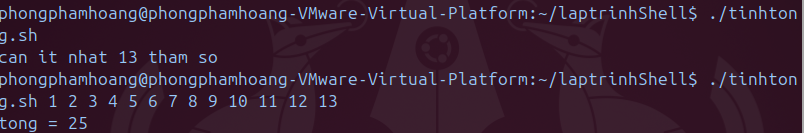 phongphamhoang@phongphamhoang-VMware-Virtual-Platform:~/laptrinhShell$ ./tinhton
g.sh
can it nhat 13 tham so
phongphamhoang@phongphamhoang-VMware-Virtual-Platform:~/laptrinhShell$ ./tinhton
g.sh 1 2 3 4 5 6 7 8 9 10 11 12 13
tong = 25